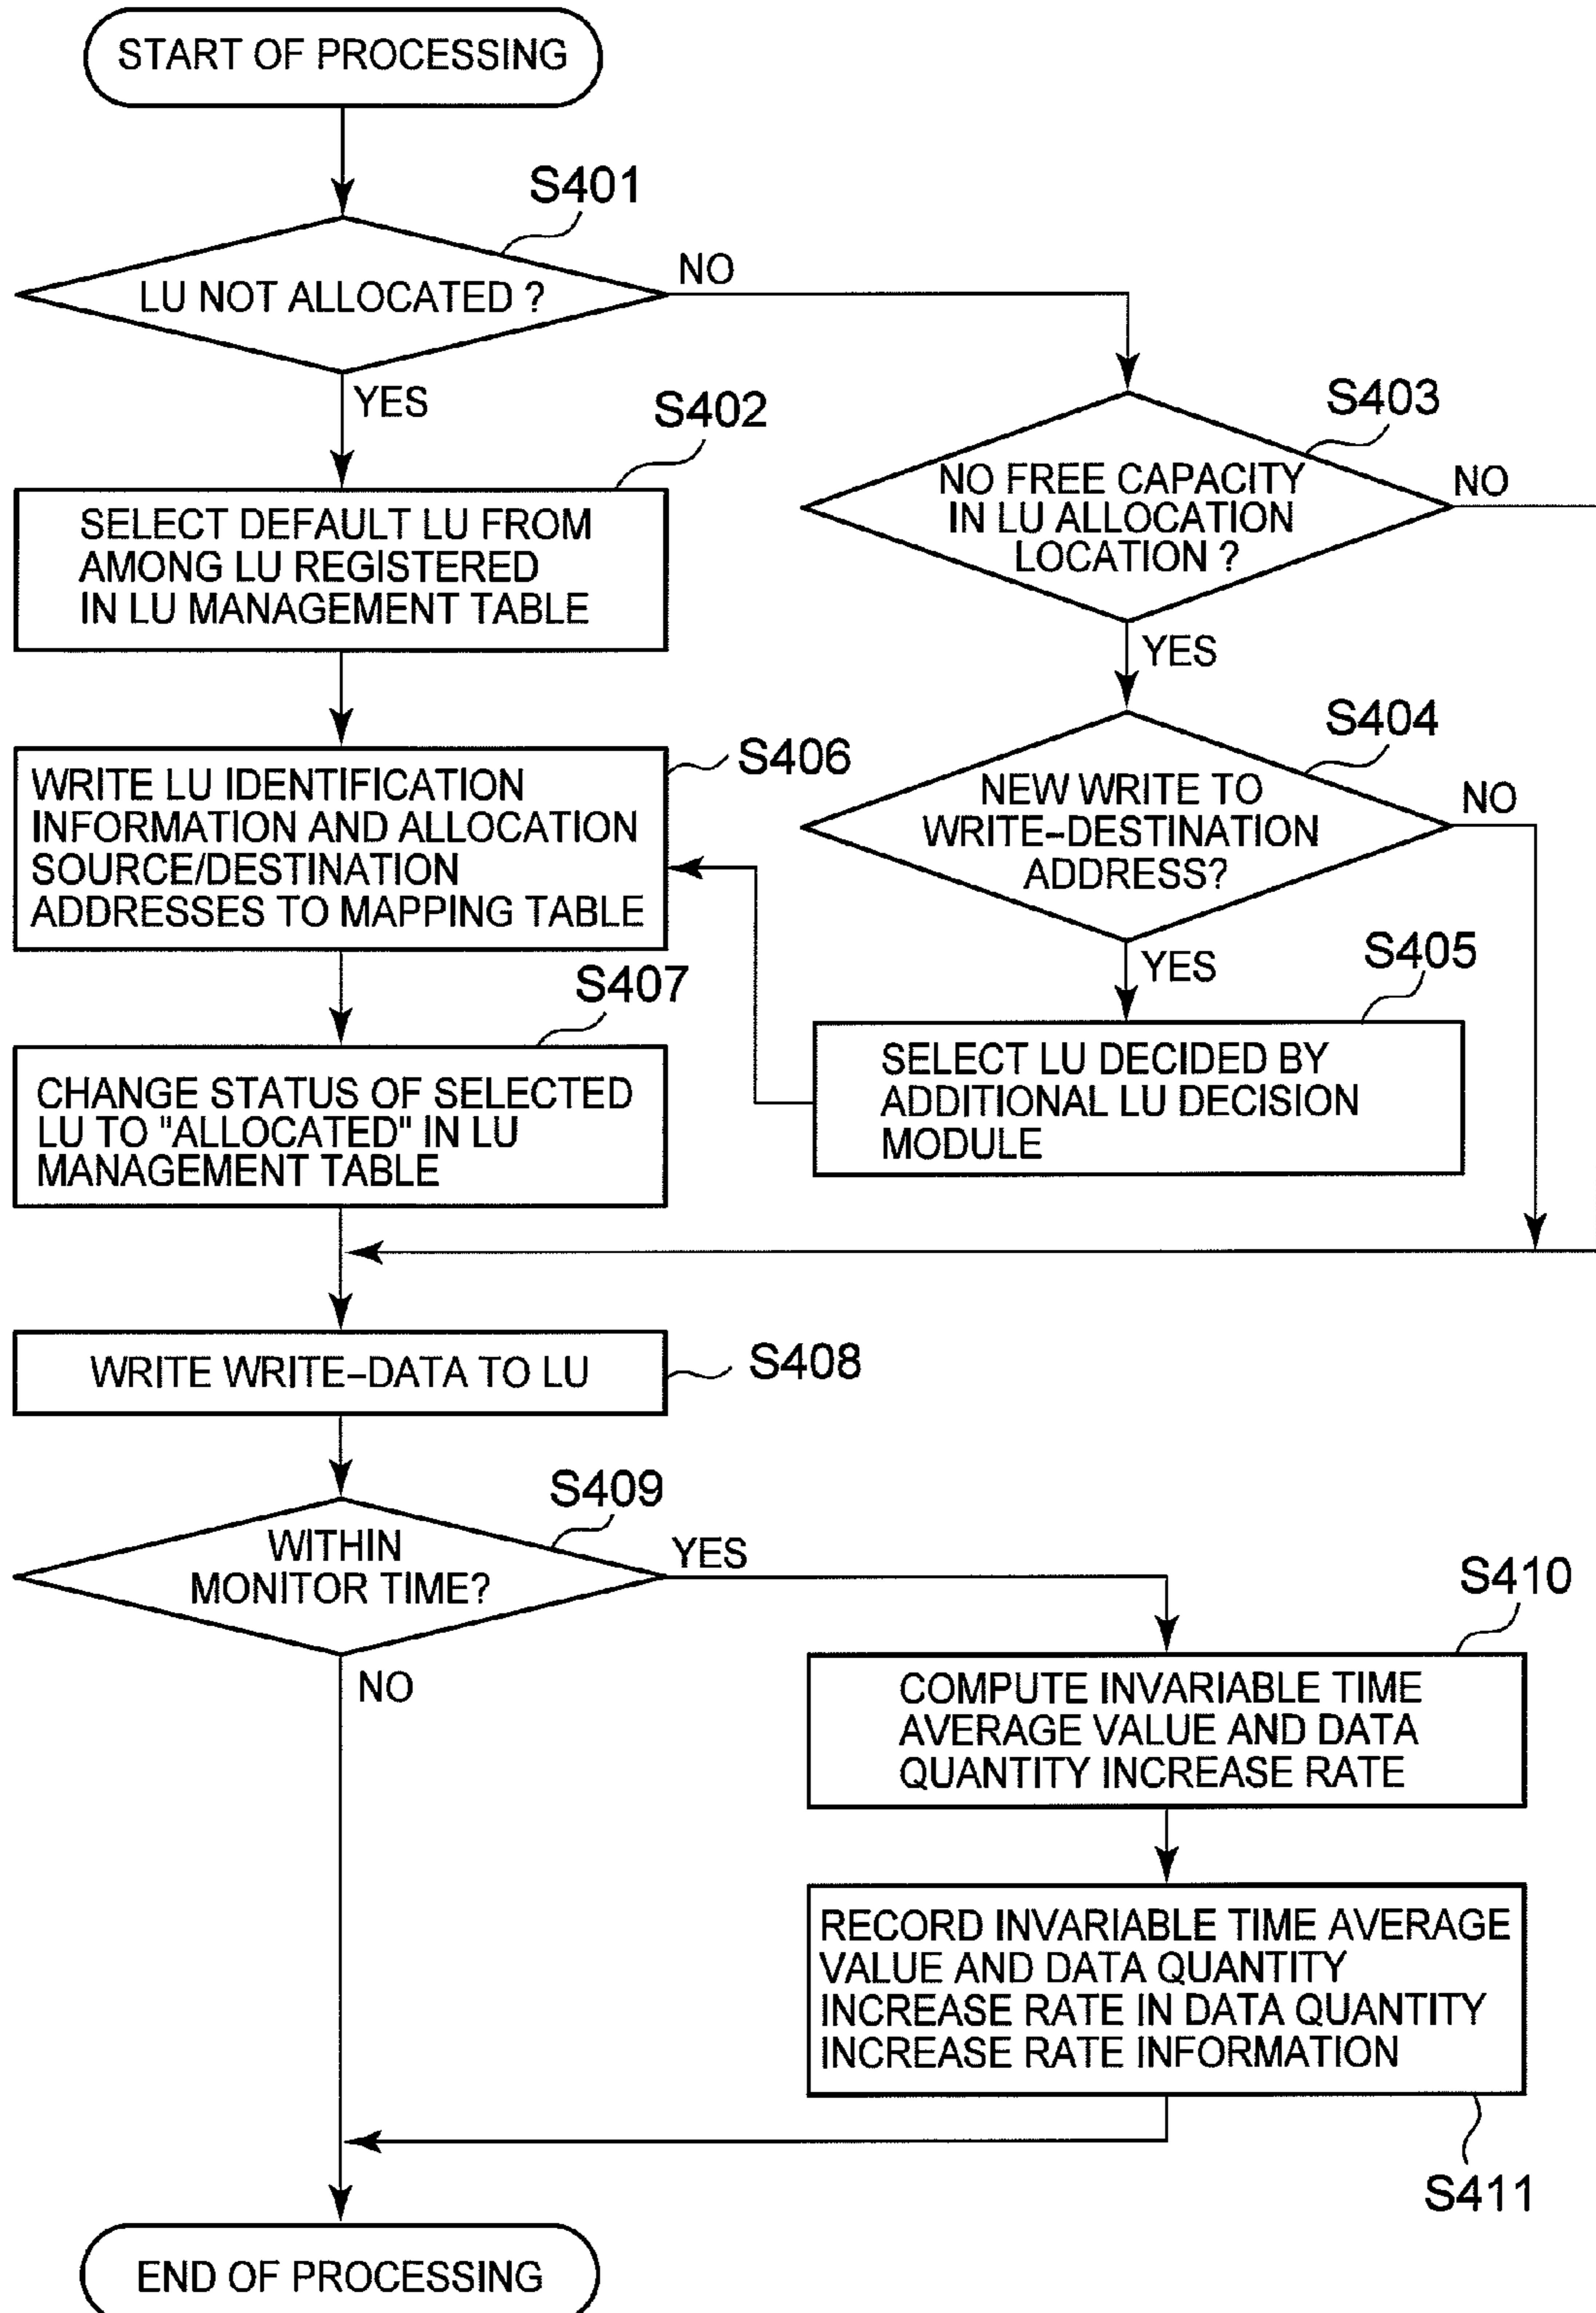 START OF PROCESSING
S401
LU NOT ALLOCATED ?
NO
YES
S402
SELECT DEFAULT LU FROM
AMONG LU REGISTERED
IN LU MANAGEMENT TABLE
S403
NO FREE CAPACITY
IN LU ALLOCATION
LOCATION ?
NO
YES
S406
WRITE LU IDENTIFICATION
INFORMATION AND ALLOCATION
SOURCE/DESTINATION
ADDRESSES TO MAPPING TABLE
S404
NEW WRITE TO
WRITE-DESTINATION
ADDRESS?
NO
YES
S405
SELECT LU DECIDED BY
ADDITIONAL LU DECISION
MODULE
S407
CHANGE STATUS OF SELECTED
LU TO "ALLOCATED" IN LU
MANAGEMENT TABLE
WRITE WRITE-DATA TO LU
S408
S409
WITHIN
MONITOR TIME?
YES
NO
S410
COMPUTE INVARIABLE TIME
AVERAGE VALUE AND DATA
QUANTITY INCREASE RATE
RECORD INVARIABLE TIME AVERAGE
VALUE AND DATA QUANTITY
INCREASE RATE IN DATA QUANTITY
INCREASE RATE INFORMATION
S411
END OF PROCESSING